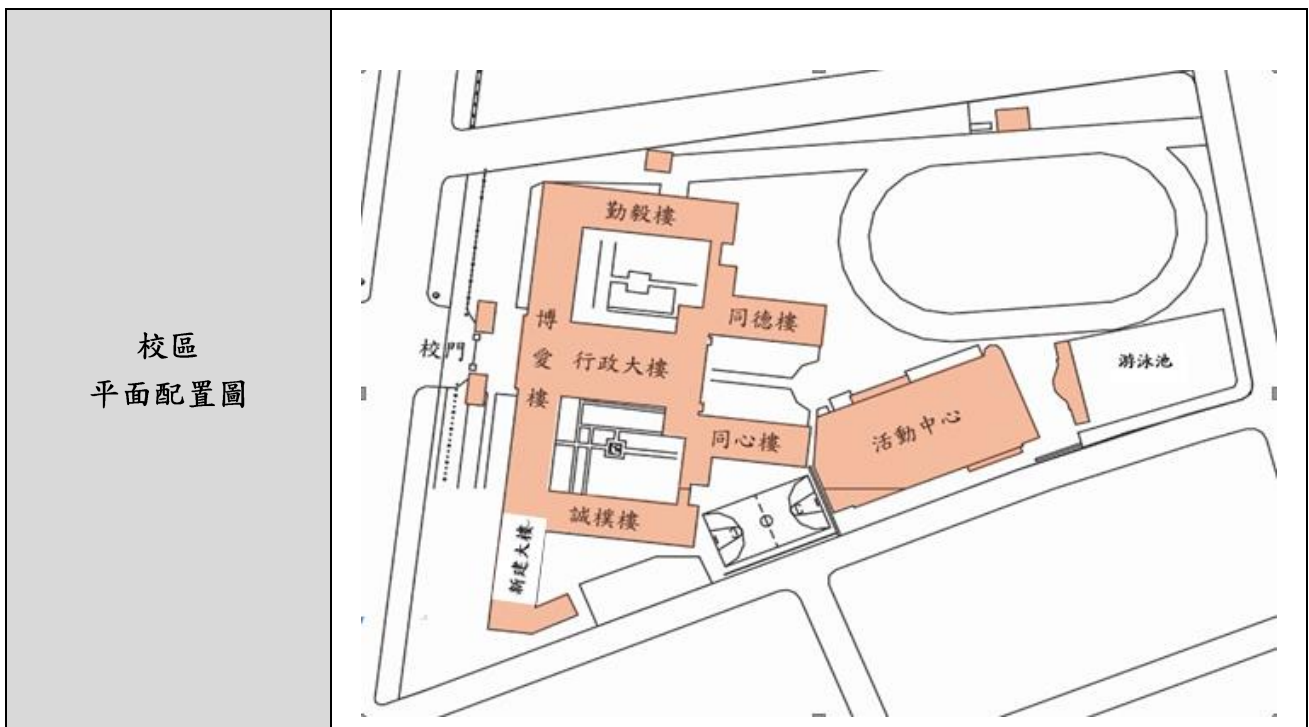 校區
平面配置圖
勤毅樓
同德樓
博愛樓
校門
行政大樓
游泳池
活動中心
同心樓
誠樸樓
新建大樓